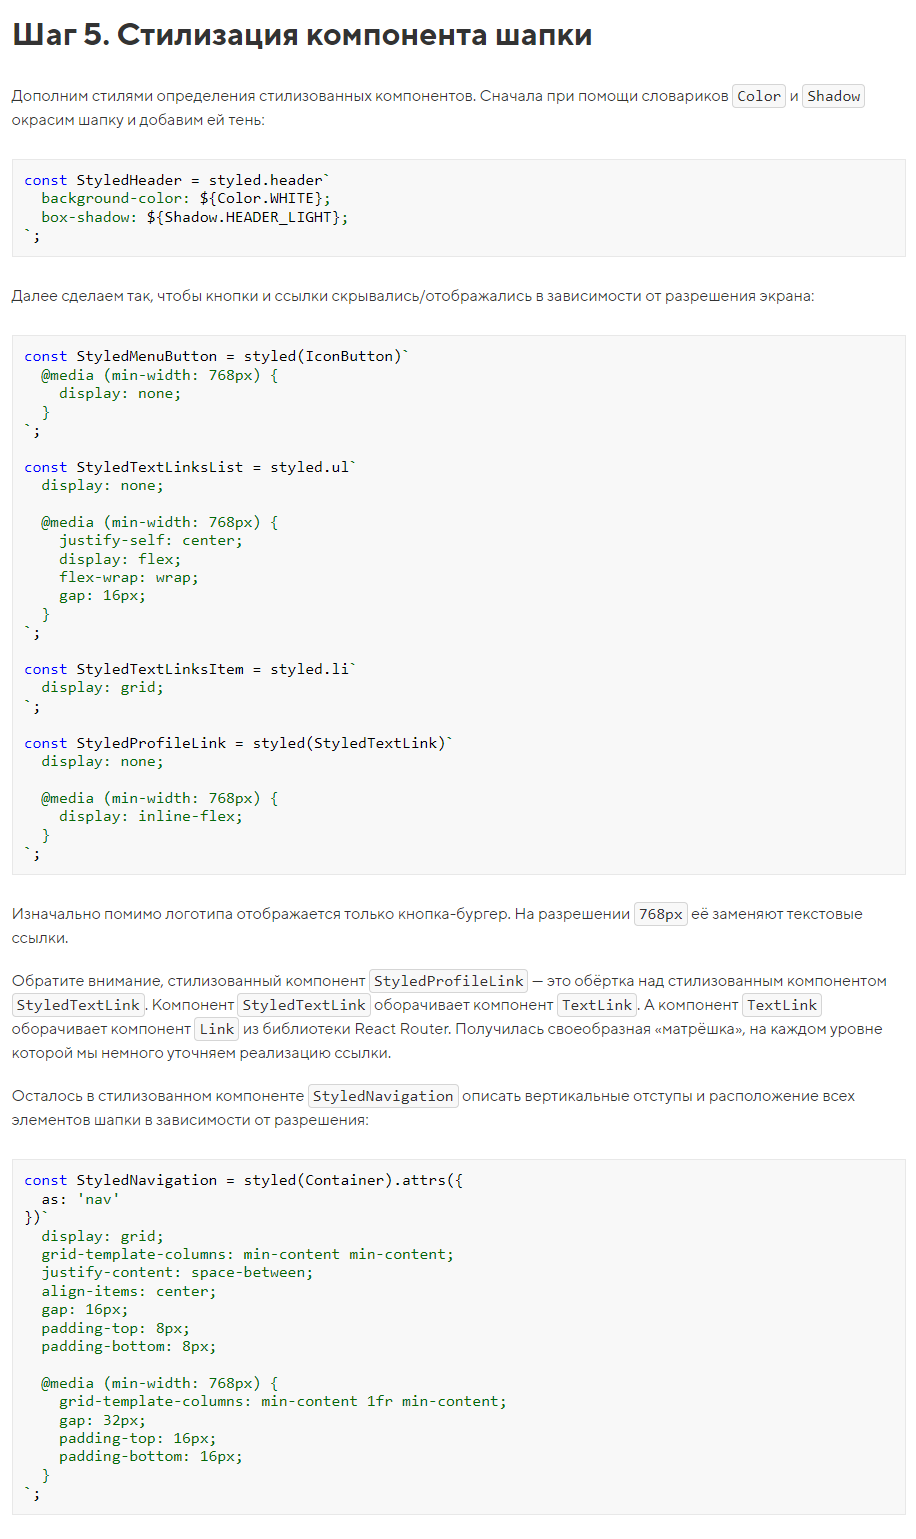 Шаг 5. Стилизация компонента шапки
Дополним стилями определения стилизованных компонентов. Сначала при помощи словариков Color и Shadow
окрасим шапку и добавим ей тень:
const StyledHeader = styled.header`
  background-color: ${Color.WHITE};
  box-shadow: ${Shadow.HEADER_LIGHT};
`;
Далее сделаем так, чтобы кнопки и ссылки скрывались/отображались в зависимости от разрешения экрана:
const StyledMenuButton = styled(IconButton)`
  @media (min-width: 768px) {
    display: none;
  }
`;
const StyledTextLinksList = styled.ul`
  display: none;
  @media (min-width: 768px) {
    justify-self: center;
    display: flex;
    flex-wrap: wrap;
    gap: 16px;
  }
`;
const StyledTextLinksItem = styled.li`
  display: grid;
`;
const StyledProfileLink = styled(StyledTextLink)`
  display: none;
  @media (min-width: 768px) {
    display: inline-flex;
  }
`;
Изначально помимо логотипа отображается только кнопка-бургер. На разрешении 768px её заменяют текстовые
ссылки.
Обратите внимание, стилизованный компонент StyledProfileLink — это обёртка над стилизованным компонентом
StyledTextLink. Компонент StyledTextLink оборачивает компонент TextLink. А компонент TextLink
оборачивает компонент Link из библиотеки React Router. Получилась своеобразная «матрёшка», на каждом уровне
которой мы немного уточняем реализацию ссылки.
Осталось в стилизованном компоненте StyledNavigation описать вертикальные отступы и расположение всех
элементов шапки в зависимости от разрешения:
const StyledNavigation = styled(Container).attrs({
  as: 'nav'
})`
  display: grid;
  grid-template-columns: min-content min-content;
  justify-content: space-between;
  align-items: center;
  gap: 16px;
  padding-top: 8px;
  padding-bottom: 8px;
  @media (min-width: 768px) {
    grid-template-columns: min-content 1fr min-content;
    gap: 32px;
    padding-top: 16px;
    padding-bottom: 16px;
  }
`;